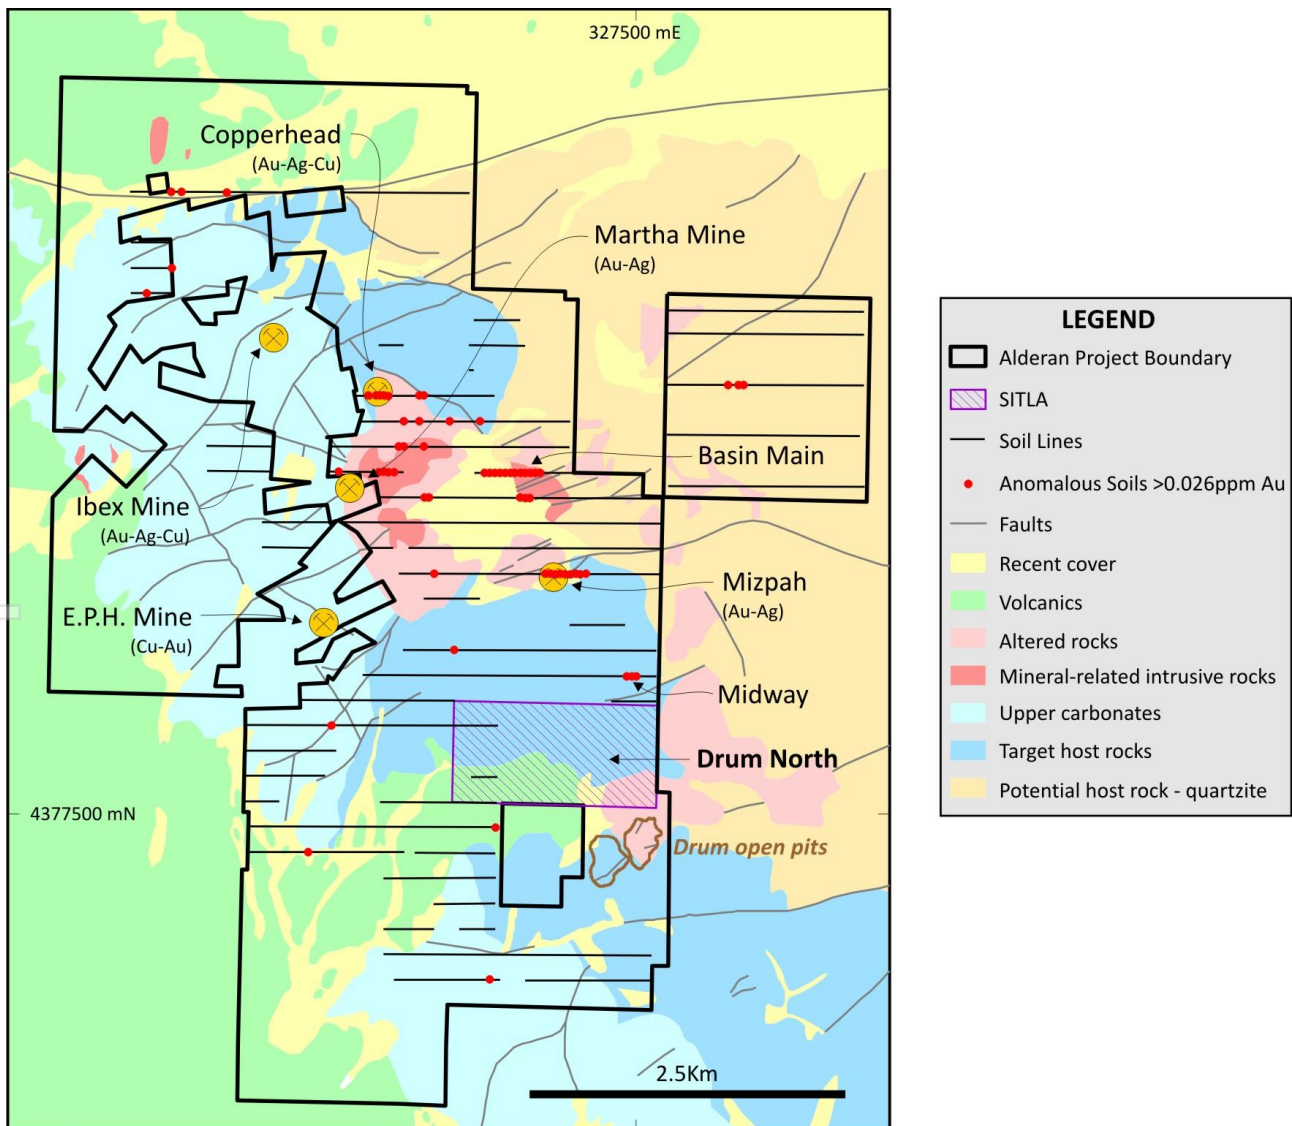 327500 mE
Copperhead
(Au-Ag-Cu)
Martha Mine
(Au-Ag)
Basin Main
Ibex Mine
(Au-Ag-Cu)
Mizpah
(Au-Ag)
E.P.H. Mine
(Cu-Au)
Midway
Drum North
4377500 mN
Drum open pits
2.5Km
LEGEND
Alderan Project Boundary
SITLA
Soil Lines
Anomalous Soils >0.026ppm Au
Faults
Recent cover
Volcanics
Altered rocks
Mineral-related intrusive rocks
Upper carbonates
Target host rocks
Potential host rock - quartzite